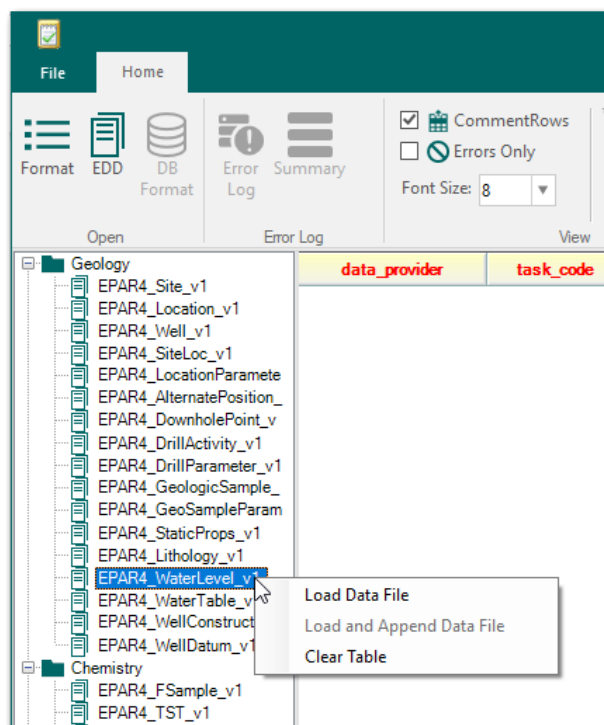 File
Home
Format
EDD
DB
Format
Error
Log
Summary
CommentRows
Errors Only
Font Size:
8
Open
Error Log
View
Geology
data_provider
task_code
EPAR4_Site_v1
EPAR4_Location_v1
EPAR4_Well_v1
EPAR4_SiteLoc_v1
EPAR4_LocationParamete
EPAR4_AlternatePosition_
EPAR4_DownholePoint_v
EPAR4_DrillActivity_v1
EPAR4_DrillParameter_v1
EPAR4_GeologicSample_
EPAR4_GeoSampleParam
EPAR4_StaticProps_v1
EPAR4_Lithology_v1
EPAR4_WaterLevel_v1
EPAR4_WaterTable_v
EPAR4_WellConstruct
EPAR4_WellDatum_v1
Load Data File
Load and Append Data File
Clear Table
Chemistry
EPAR4_FSample_v1
EPAR4_TST_v1